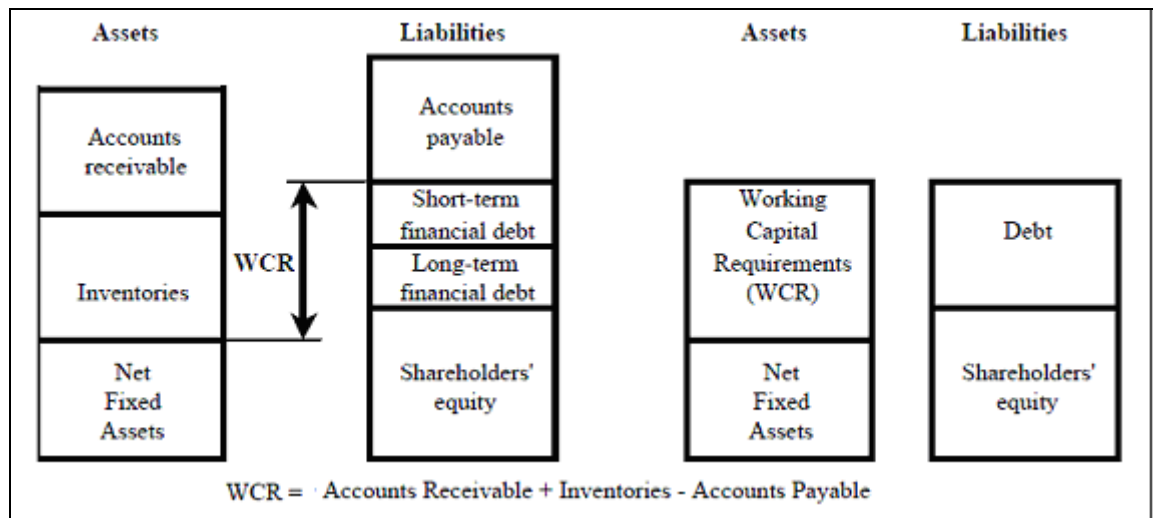 Assets
Liabilities
Assets
Liabilities
Accounts
receivable
Inventories
Net
Fixed
Assets
WCR
Accounts
payable
Short-term
financial debt
Long-term
financial debt
Shareholders'
equity
Working
Capital
Requirements
(WCR)
Net
Fixed
Assets
Debt
Shareholders'
equity
WCR = Accounts Receivable + Inventories - Accounts Payable